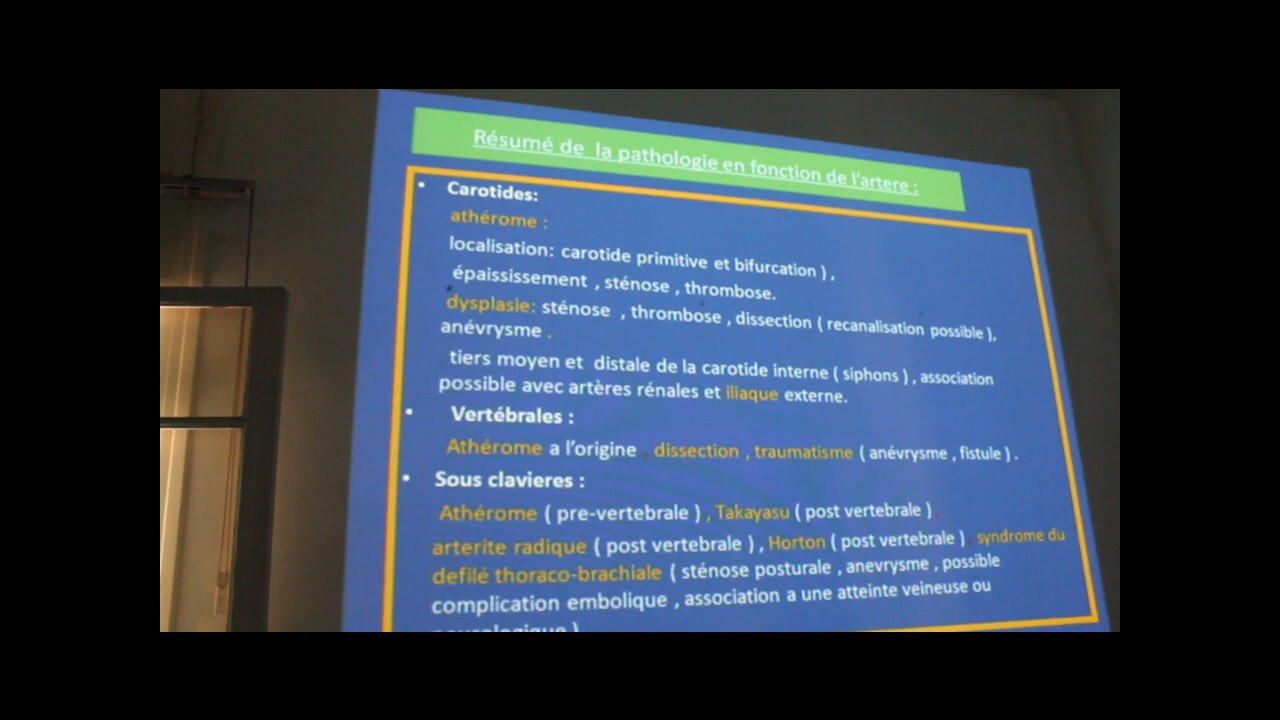 Résumé de la pathologie en fonction de l'artere :
• Carotides:
athérome :
localisation: carotide primitive et bifurcation ) ,
épaississement , sténose , thrombose.
dysplasie: sténose , thrombose , dissection ( recanalisation possible ),
anévrysme .
tiers moyen et distale de la carotide interne ( siphons ) , association
possible avec artères rénales et iliaque externe.
• Vertébrales :
Athérome a l'origine , dissection , traumatisme ( anévrysme , fistule ) .
• Sous clavieres :
Athérome ( pre-vertebrale ) , Takayasu ( post vertebrale ) ,
arterite radique ( post vertebrale ) , Horton ( post vertebrale ) , syndrome du
defilé thoraco-brachiale ( sténose posturale , anevrysme , possible
complication embolique , association a une atteinte veineuse ou
neurologique )